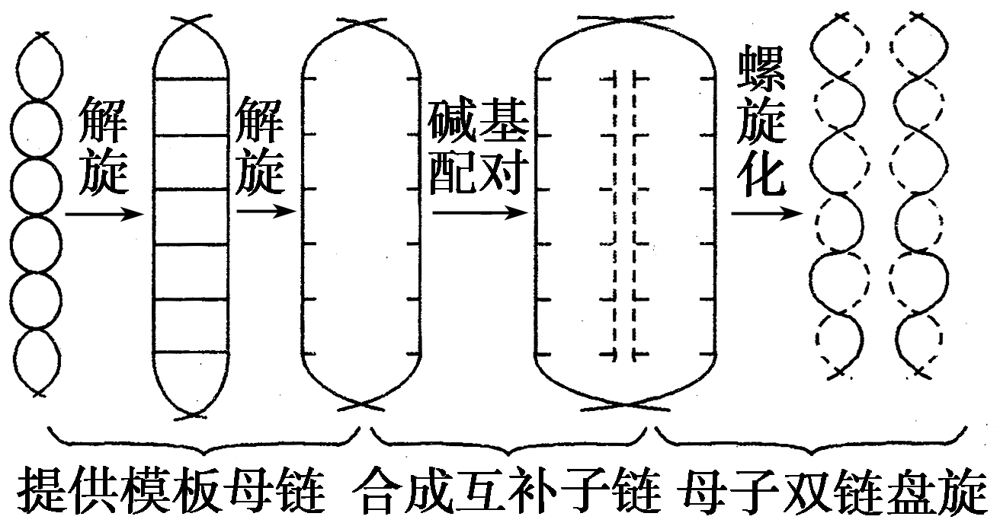 解旋
解旋
碱基
配对
螺旋化
提供模板母链
合成互补子链
母子双链盘旋